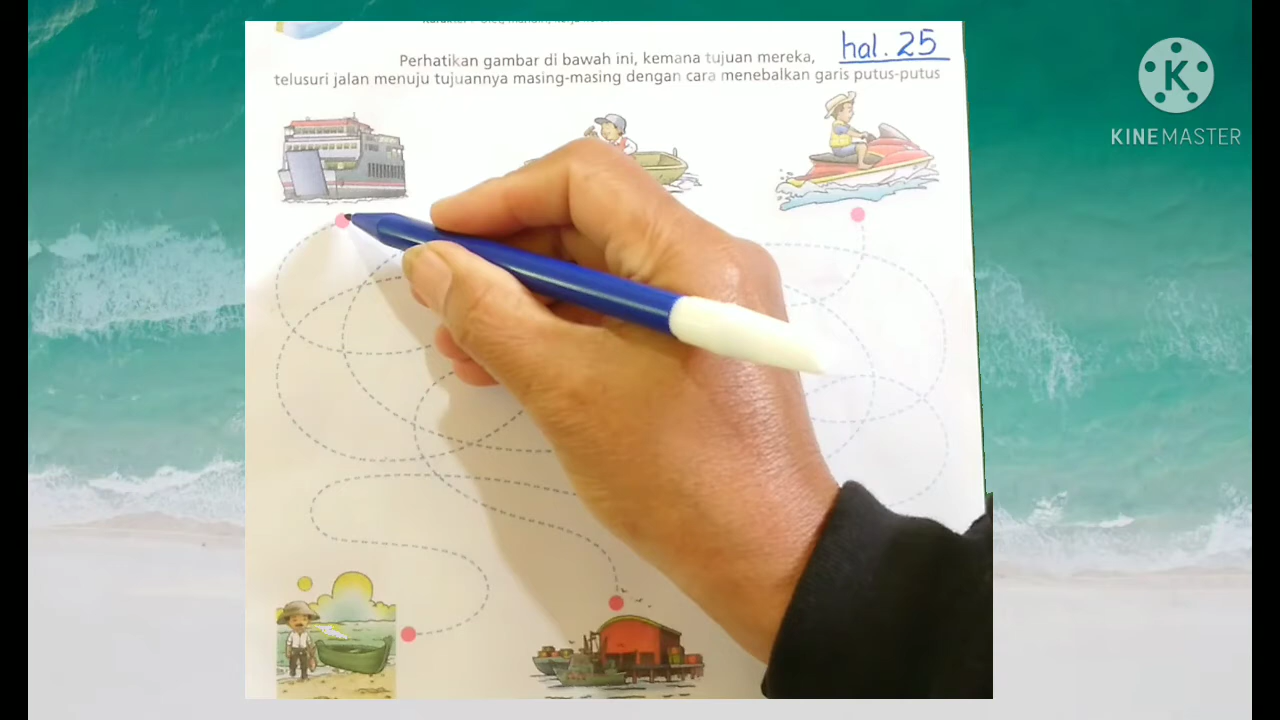 hal. 25
Perhatikan gambar di bawah ini, kemana tujuan mereka,
telusuri jalan menuju tujuannya masing-masing dengan cara menebalkan garis putus-putus
KINEMASTER